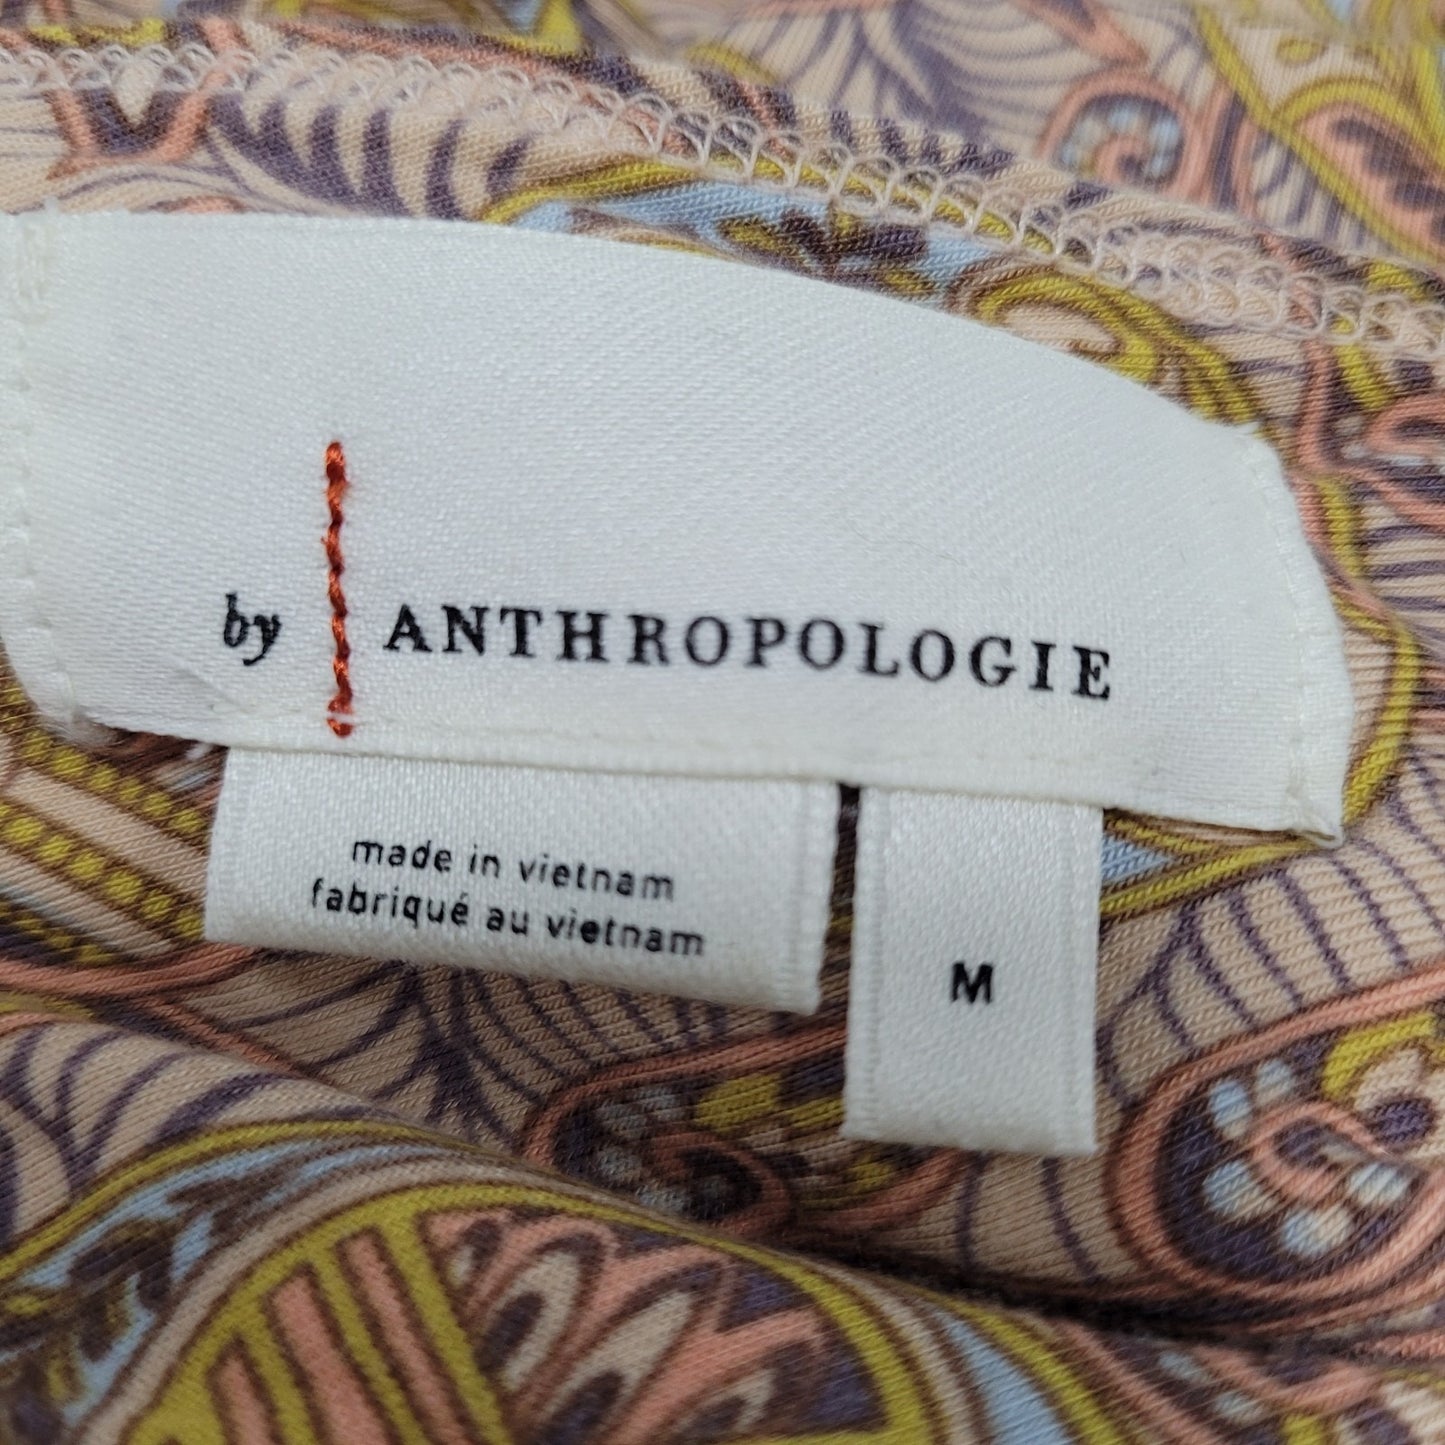 by ANTHROPOLOGIE
made in vietnam
fabriqué au vietnam
M